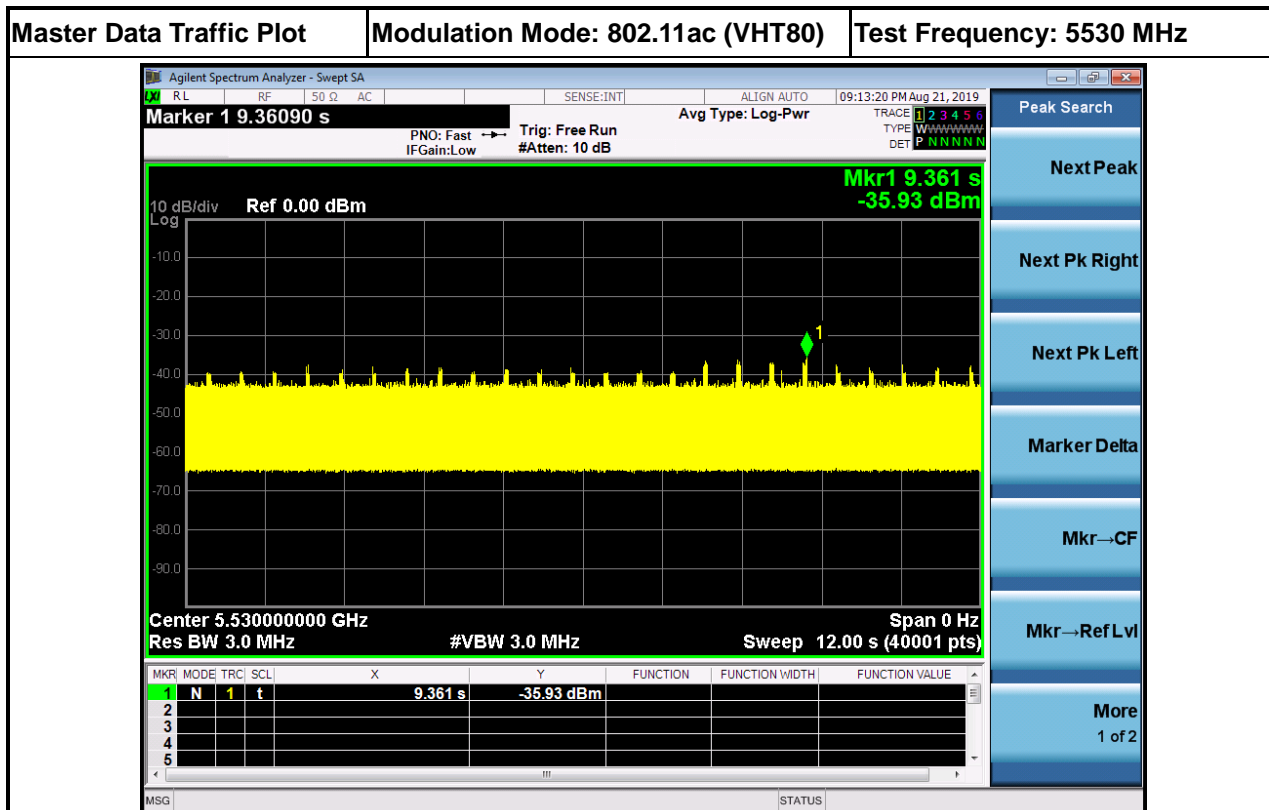 Master Data Traffic Plot Modulation Mode: 802.11ac (VHT80) Test Frequency: 5530 MHz
Agilent Spectrum Analyzer - Swept SA
LXI RL RF 50 Ω AC SENSE:INT ALIGN AUTO 09:13:20 PM Aug 21, 2019
Marker 1 9.36090 s
PNO: Fast
IFGain:Low
Trig: Free Run
#Atten: 10 dB
Avg Type: Log-Pwr
TRACE 1 2 3 4 5 6
TYPE WWWWWW
DET P N N N N N
Peak Search
Mkr1 9.361 s
-35.93 dBm
10 dB/div Ref 0.00 dBm
Log
-10.0
-20.0
-30.0
-40.0
-50.0
-60.0
-70.0
-80.0
-90.0
1
Center 5.530000000 GHz Span 0 Hz
Res BW 3.0 MHz #VBW 3.0 MHz Sweep 12.00 s (40001 pts)
MKR MODE TRC SCL X Y FUNCTION FUNCTION WIDTH FUNCTION VALUE
1 N 1 t 9.361 s -35.93 dBm
2
3
4
5
MSG STATUS
Next Peak
Next Pk Right
Next Pk Left
Marker Delta
Mkr→CF
Mkr→Ref Lvl
More
1 of 2